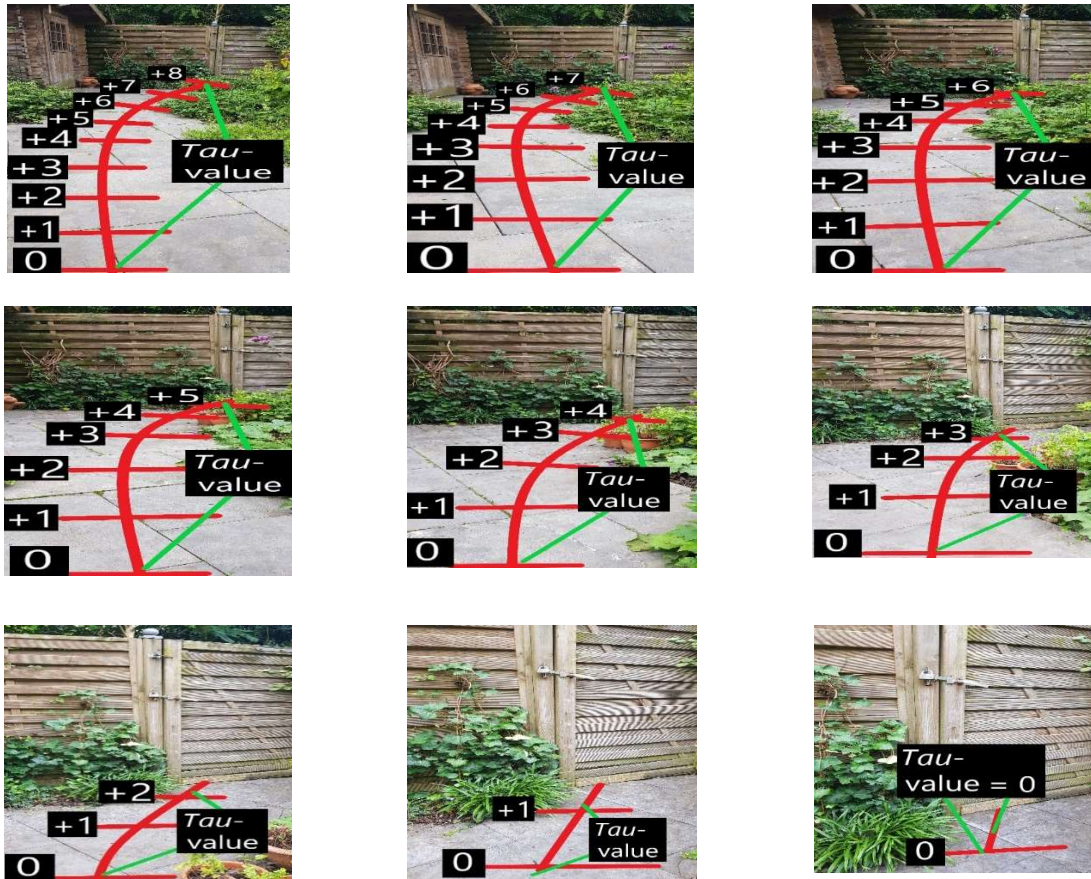 +8
+7
+6
+5
+4
+3
+2
+1
0
Tau-
value
+7
+6
+5
+4
+3
+2
+1
0
Tau-
value
+6
+5
+4
+3
+2
+1
0
Tau-
value
+5
+4
+3
+2
+1
0
Tau-
value
+4
+3
+2
+1
0
Tau-
value
+3
+2
+1
0
Tau-
value
+2
+1
0
Tau-
value
+1
0
Tau-
value
Tau-
value = 0
0